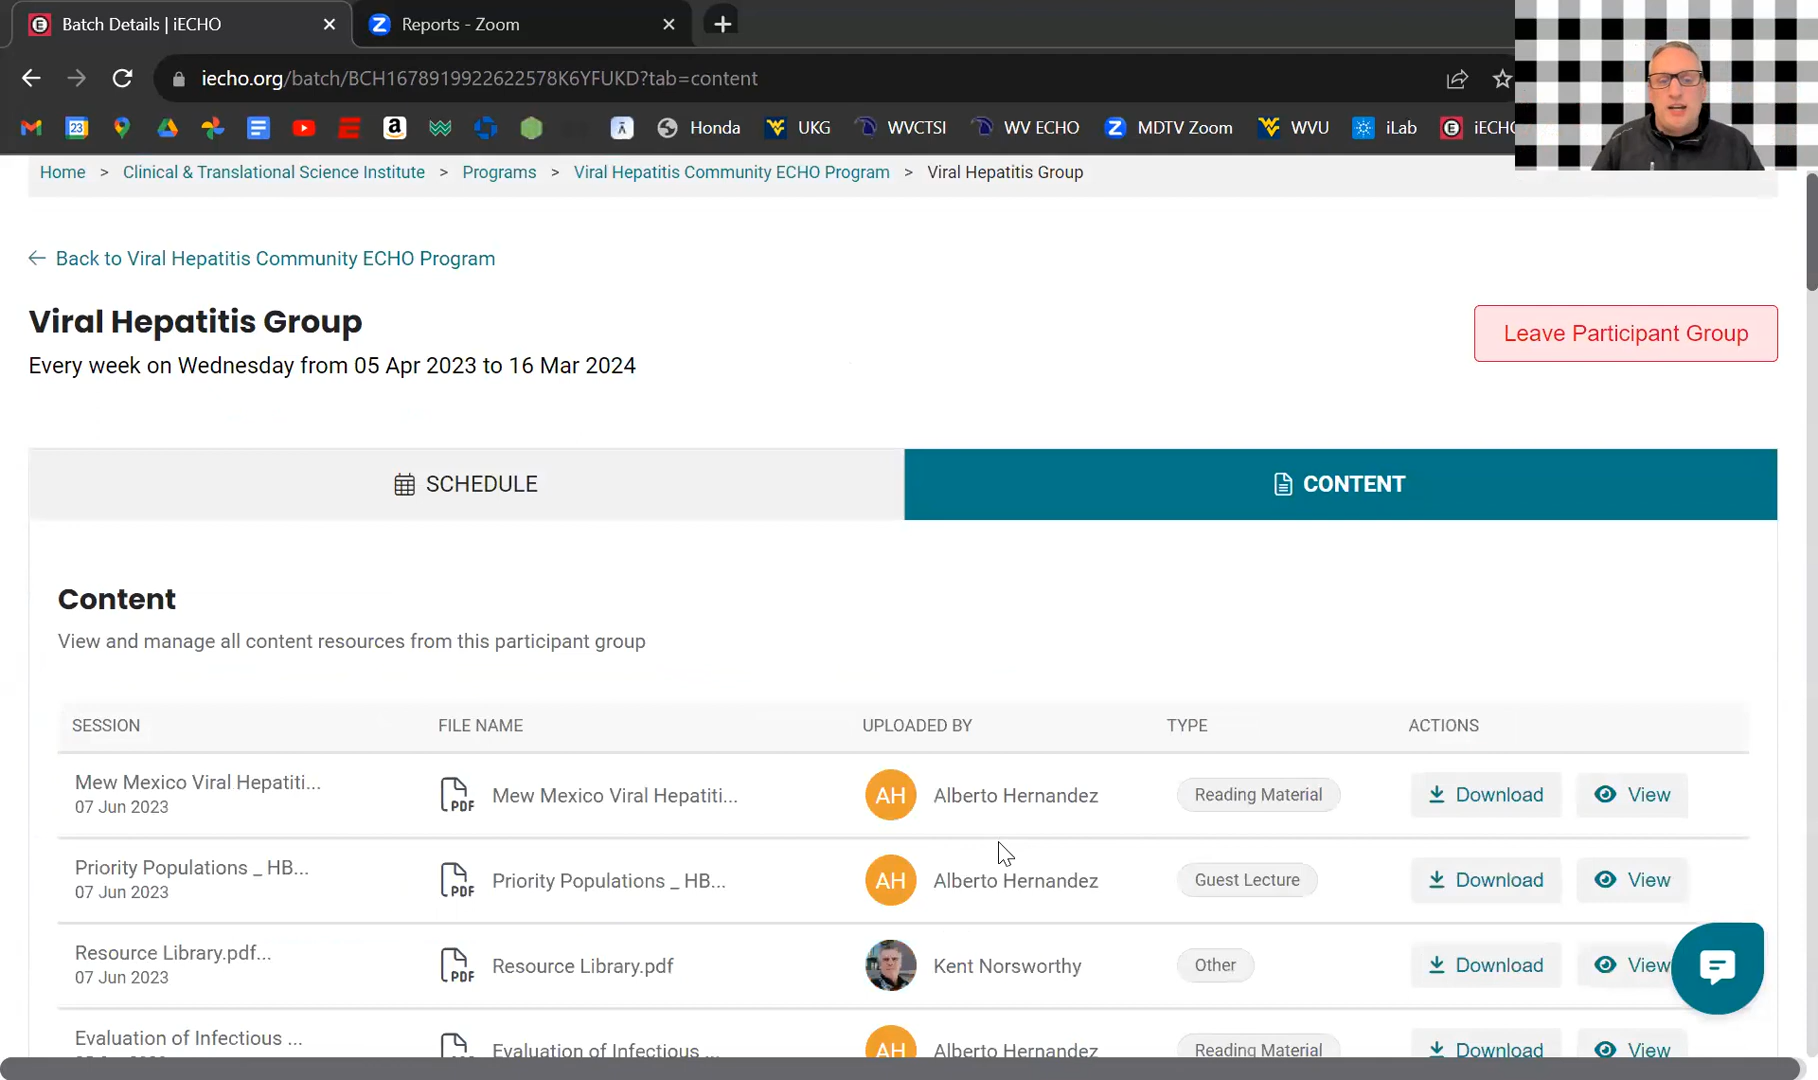 Batch Details | iECHO
Reports - Zoom
iecho.org/batch/BCH1678919922622578K6YFUKD?tab=content
23 Honda UKG WVCTSI WV ECHO MDTV Zoom WVU iLab
Home > Clinical & Translational Science Institute > Programs > Viral Hepatitis Community ECHO Program > Viral Hepatitis Group
Back to Viral Hepatitis Community ECHO Program
Viral Hepatitis Group
Every week on Wednesday from 05 Apr 2023 to 16 Mar 2024
Leave Participant Group
SCHEDULE
CONTENT
Content
View and manage all content resources from this participant group
SESSION FILE NAME UPLOADED BY TYPE ACTIONS
Mew Mexico Viral Hepatiti...
07 Jun 2023
PDF Mew Mexico Viral Hepatiti... AH Alberto Hernandez Reading Material Download View
Priority Populations _ HB...
07 Jun 2023
PDF Priority Populations _ HB... AH Alberto Hernandez Guest Lecture Download View
Resource Library.pdf...
07 Jun 2023
PDF Resource Library.pdf Kent Norsworthy Other Download View
Evaluation of Infectious ...
Evaluation of Infectious ... AH Alberto Hernandez Reading Material Download View